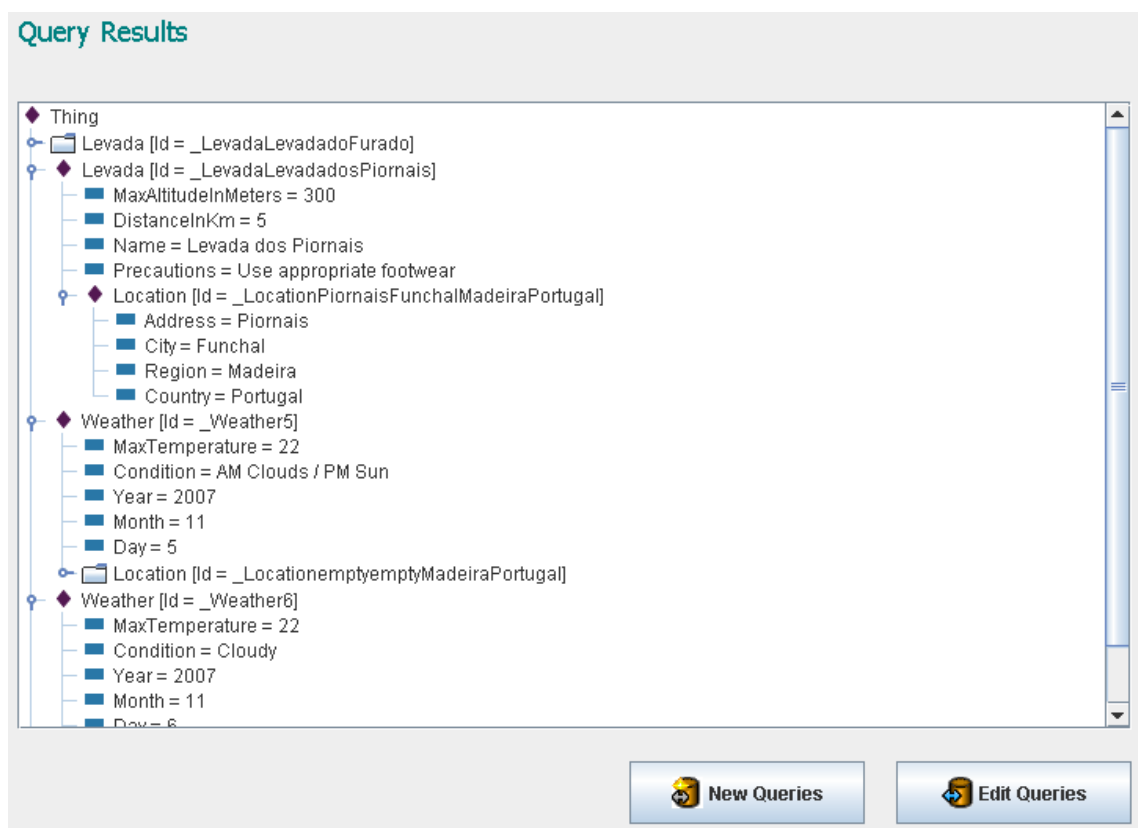 Query Results
Thing
Levada [Id = _LevadaLevadadoFurado]
Levada [Id = _LevadaLevadadosPiornais]
MaxAltitudeInMeters = 300
DistanceInKm = 5
Name = Levada dos Piornais
Precautions = Use appropriate footwear
Location [Id = _LocationPiornaisFunchalMadeiraPortugal]
Address = Piornais
City = Funchal
Region = Madeira
Country = Portugal
Weather [Id = _Weather5]
MaxTemperature = 22
Condition = AM Clouds / PM Sun
Year = 2007
Month = 11
Day = 5
Location [Id = _LocationemptyemptyMadeiraPortugal]
Weather [Id = _Weather6]
MaxTemperature = 22
Condition = Cloudy
Year = 2007
Month = 11
Day = 6
New Queries
Edit Queries